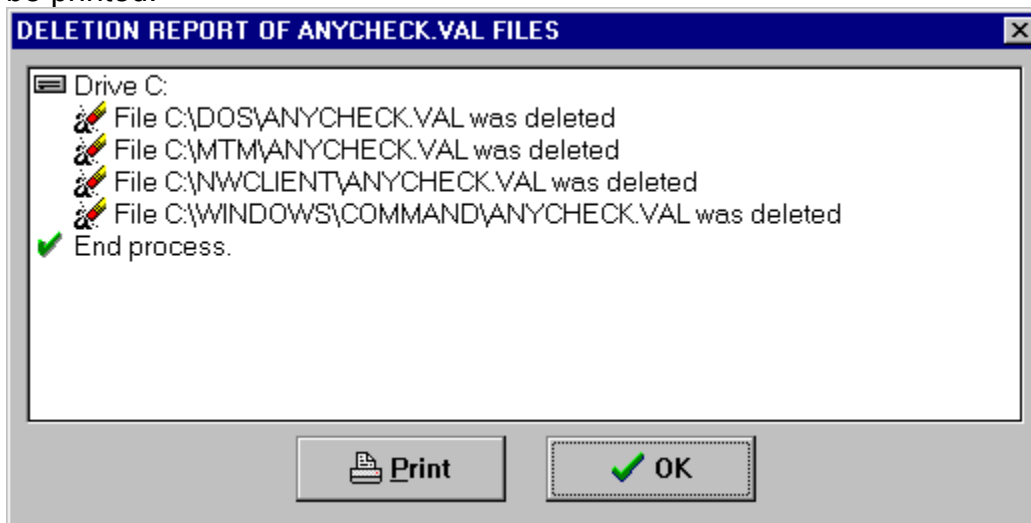 be printed.
DELETION REPORT OF ANYCHECK.VAL FILES
Drive C:
File C:\DOS\ANYCHECK.VAL was deleted
File C:\MTM\ANYCHECK.VAL was deleted
File C:\NWCLIENT\ANYCHECK.VAL was deleted
File C:\WINDOWS\COMMAND\ANYCHECK.VAL was deleted
End process.
Print
OK